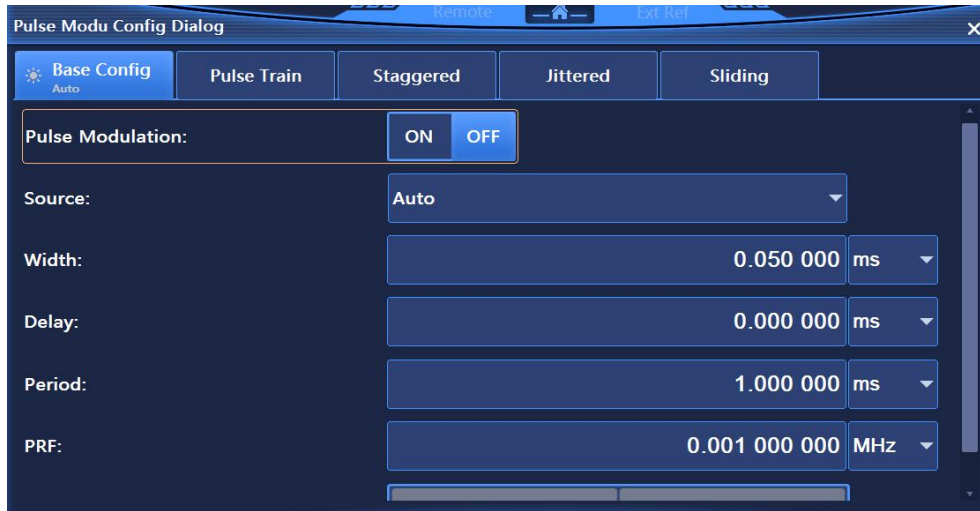 Remote Ext Ref
Pulse Modu Config Dialog
Base Config Pulse Train Staggered Jittered Sliding
Auto
Pulse Modulation: ON OFF
Source: Auto
Width: 0.050 000 ms
Delay: 0.000 000 ms
Period: 1.000 000 ms
PRF: 0.001 000 000 MHz